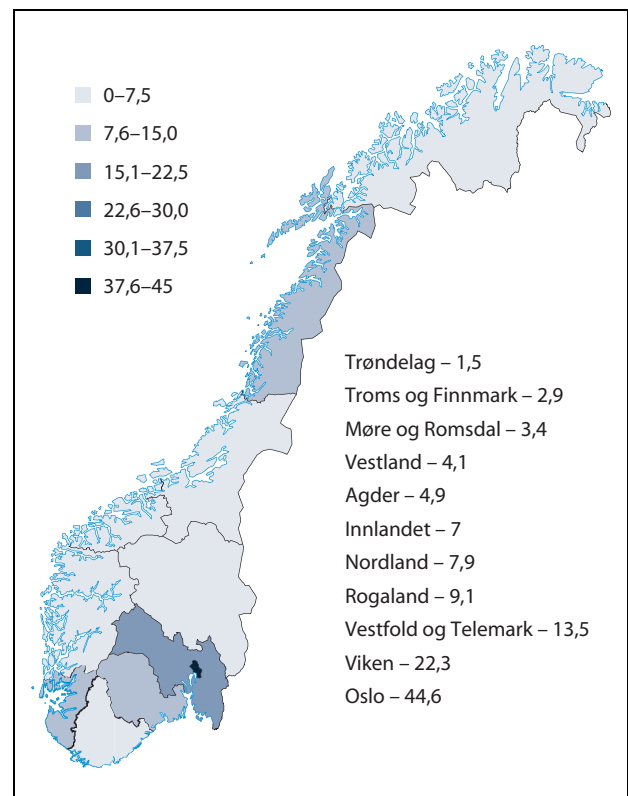 0–7,5
7,6–15,0
15,1–22,5
22,6–30,0
30,1–37,5
37,6–45
Trøndelag – 1,5
Troms og Finnmark – 2,9
Møre og Romsdal – 3,4
Vestland – 4,1
Agder – 4,9
Innlandet – 7
Nordland – 7,9
Rogaland – 9,1
Vestfold og Telemark – 13,5
Viken – 22,3
Oslo – 44,6